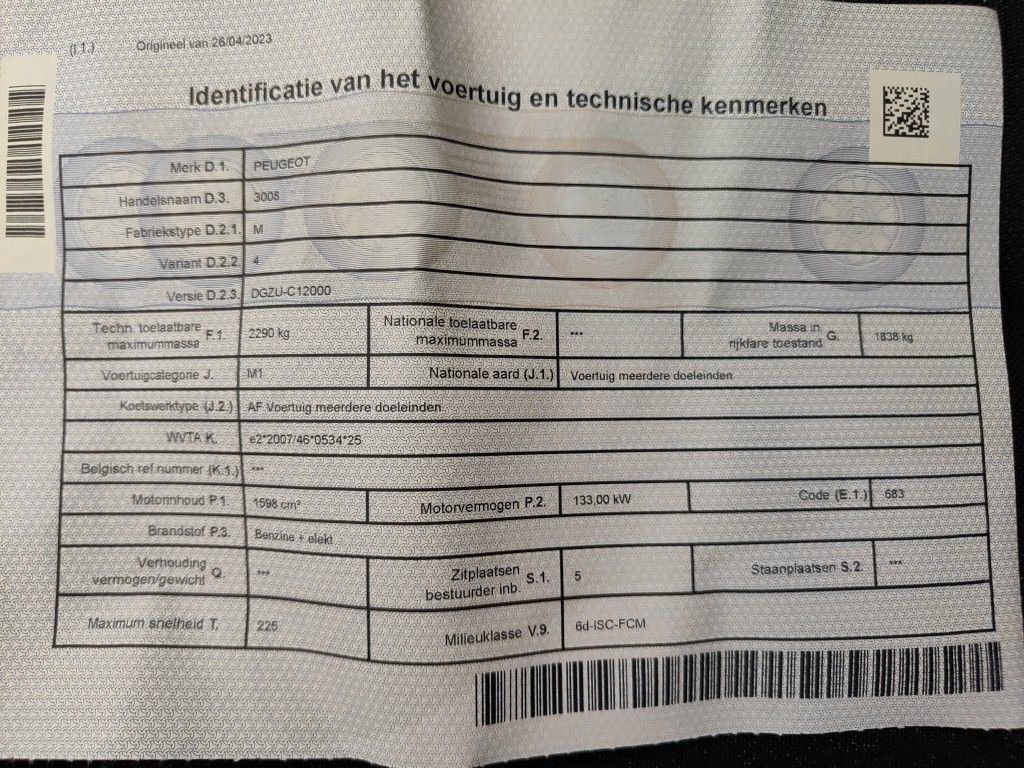 (I.1.) Origineel van 26/04/2023
Identificatie van het voertuig en technische kenmerken
Merk D.1. PEUGEOT
Handelsnaam D.3. 3008
Fabriekstype D.2.1. M
Variant D.2.2. 4
Versie D.2.3. DGZU-C12000
Techn. toelaatbare maximummassa F.1. 2290 kg Nationale toelaatbare maximummassa F.2. *** Massa in rijklare toestand G. 1838 kg
Voertuigcategorie J. M1 Nationale aard (J.1.) Voertuig meerdere doeleinden
Koetswerktype (J.2.) AF Voertuig meerdere doeleinden
WVTA K. e2*2007/46*0534*25
Belgisch ref.nummer (K.1.) ***
Motorinhoud P.1. 1598 cm³ Motorvermogen P.2. 133,00 kW Code (E.1.) 683
Brandstof P.3. Benzine + elekt
Verhouding vermogen/gewicht Q. *** Zitplaatsen bestuurder inb. S.1. 5 Staanplaatsen S.2. ***
Maximum snelheid T. 225 Milieuklasse V.9. 6d-ISC-FCM